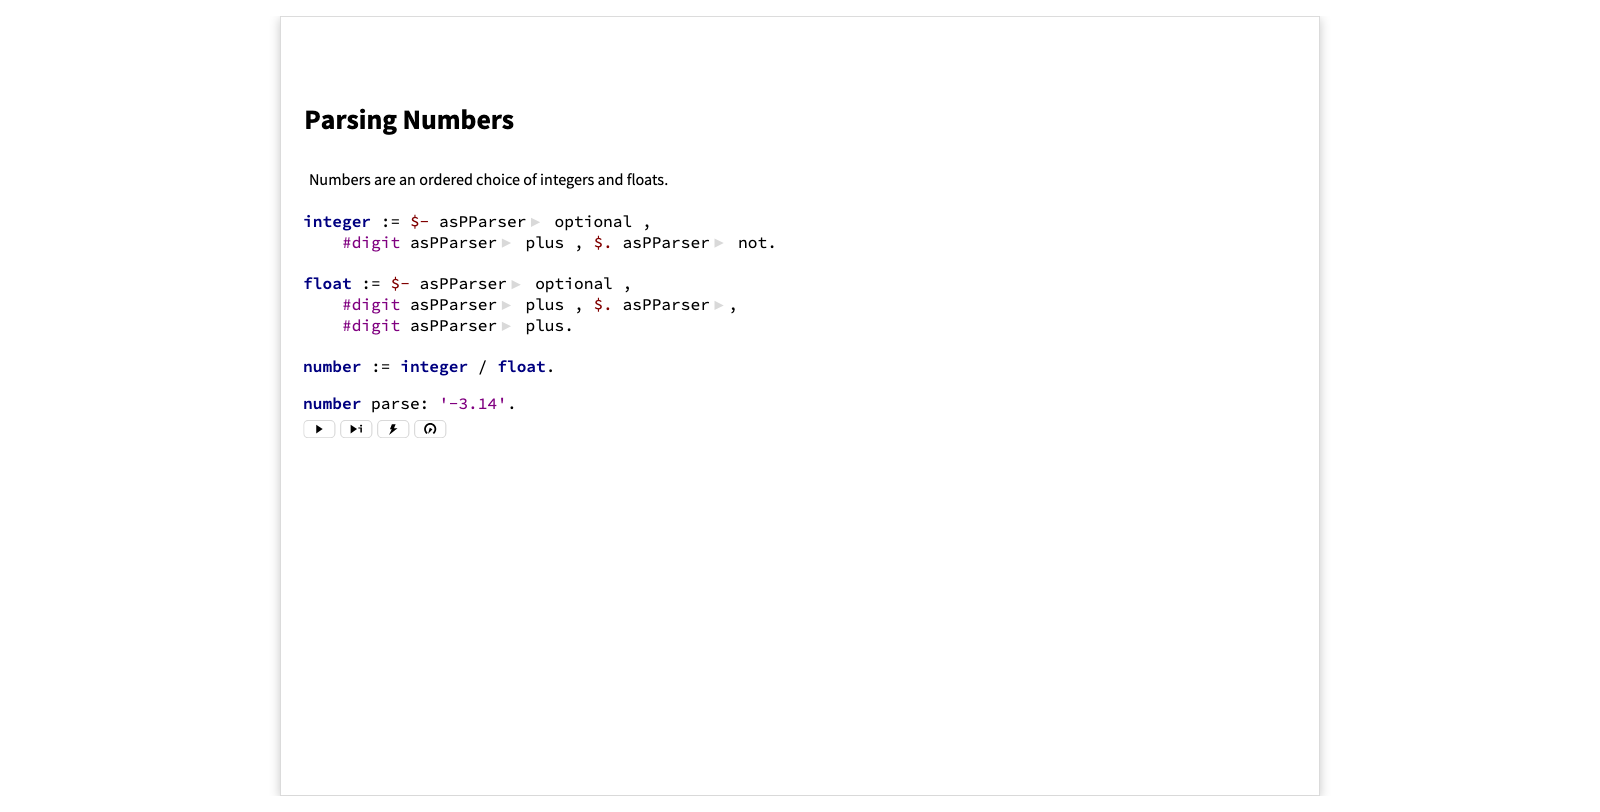 Parsing Numbers
Numbers are an ordered choice of integers and floats.
integer := $- asPParser▸ optional ,
    #digit asPParser▸ plus , $. asPParser▸ not.
float := $- asPParser▸ optional ,
    #digit asPParser▸ plus , $. asPParser▸ ,
    #digit asPParser▸ plus.
number := integer / float.
number parse: '-3.14'.
i